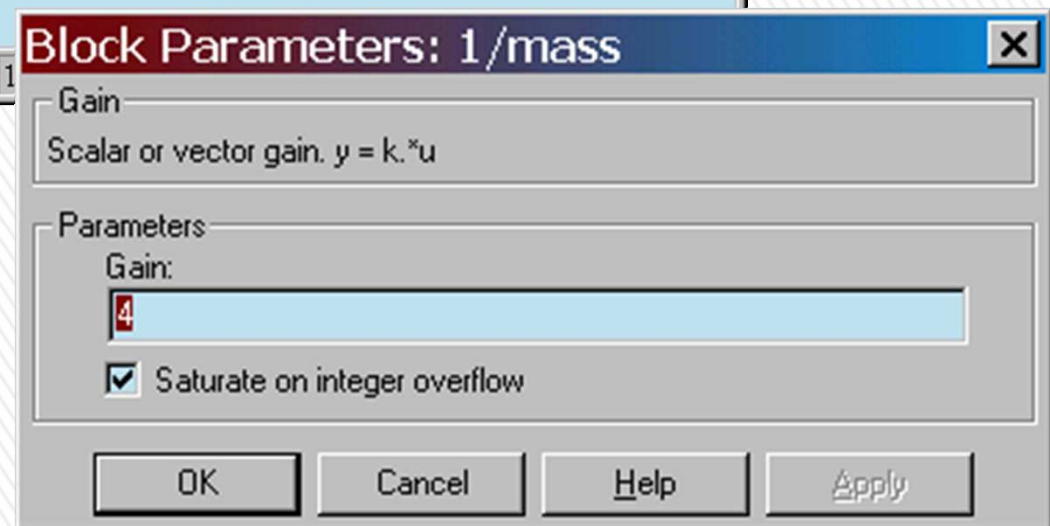 Block Parameters: 1/mass
1
Gain
Scalar or vector gain. y = k.*u
Parameters
Gain:
4
Saturate on integer overflow
OK Cancel Help Apply